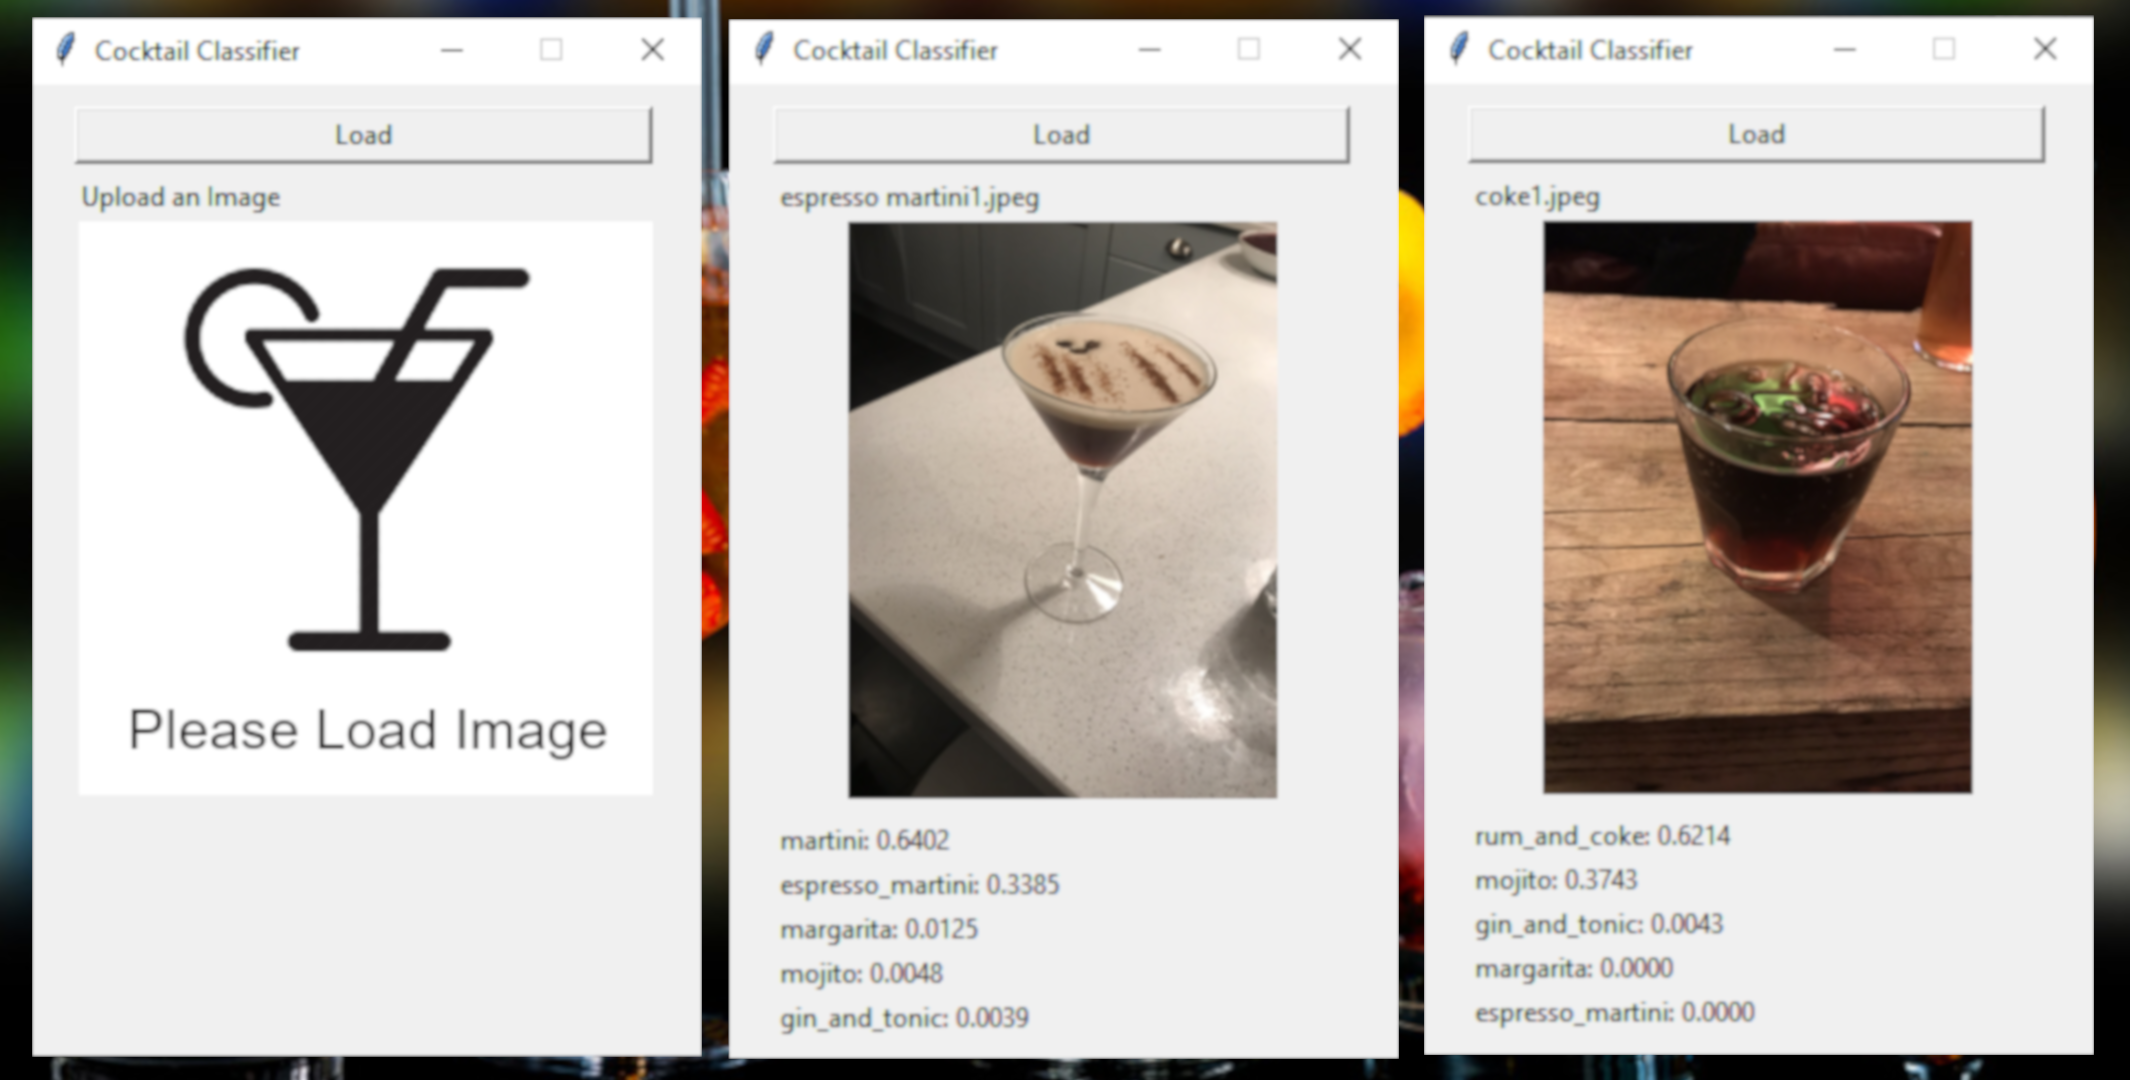 Cocktail Classifier
Load
Upload an Image
Please Load Image
Cocktail Classifier
Load
espresso martini1.jpeg
martini: 0.6402
espresso_martini: 0.3385
margarita: 0.0125
mojito: 0.0048
gin_and_tonic: 0.0039
Cocktail Classifier
Load
coke1.jpeg
rum_and_coke: 0.6214
mojito: 0.3743
gin_and_tonic: 0.0043
margarita: 0.0000
espresso_martini: 0.0000